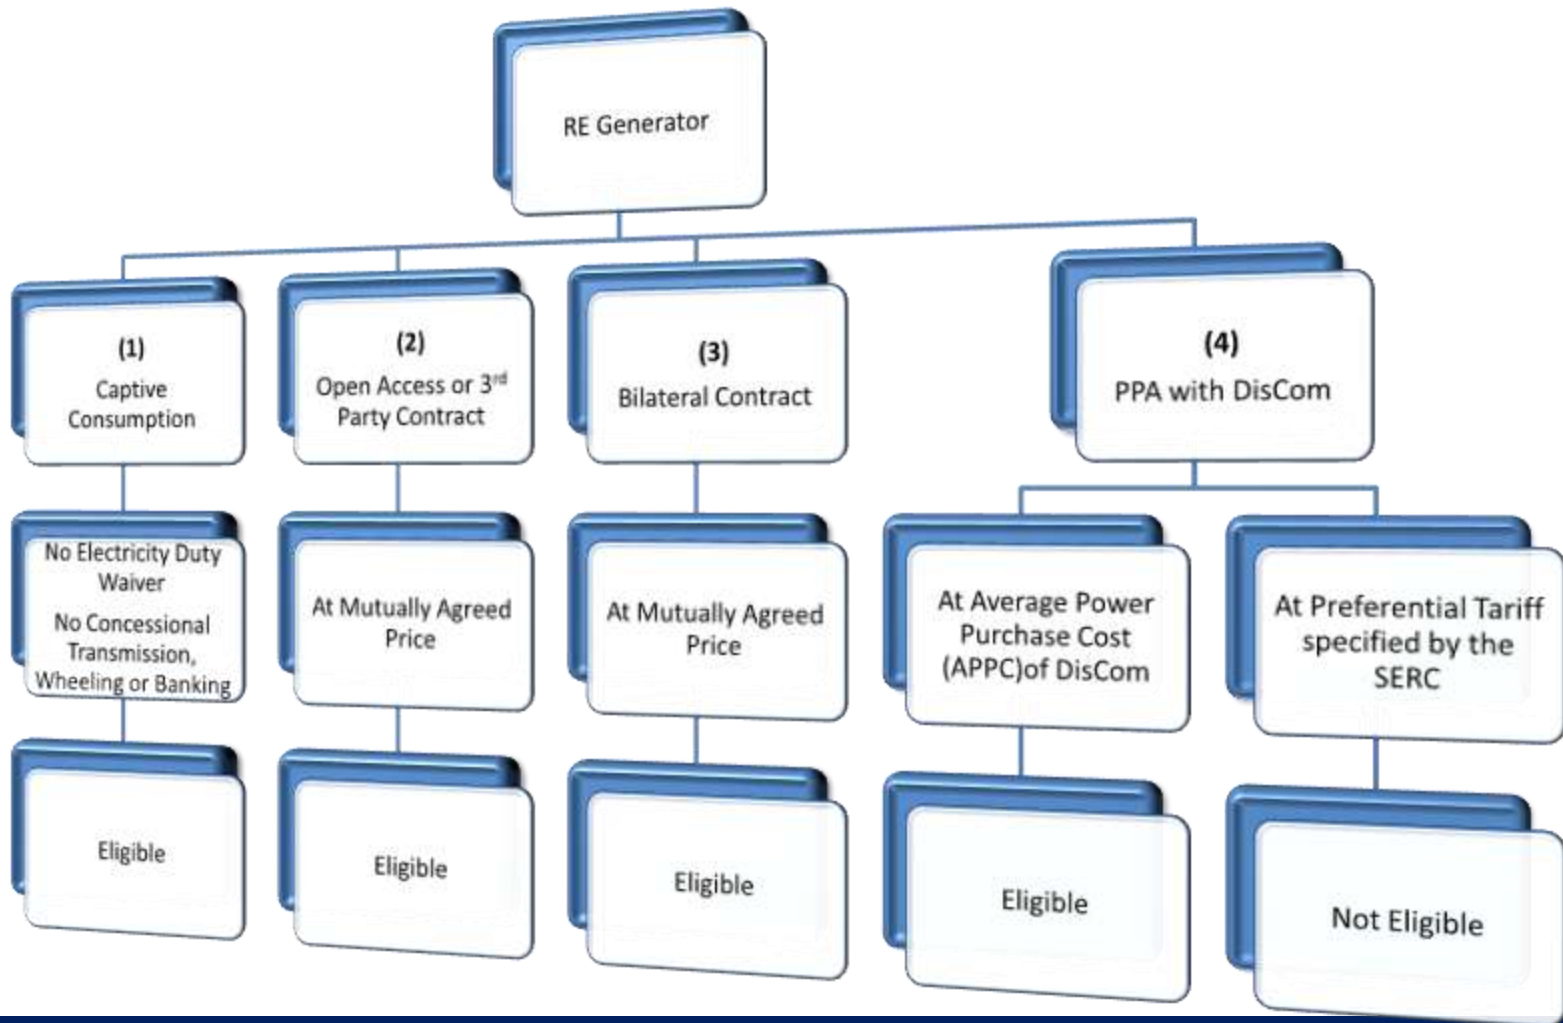 RE Generator
(1)
Captive
Consumption
(2)
Open Access or 3rd
Party Contract
(3)
Bilateral Contract
(4)
PPA with DisCom
No Electricity Duty
Waiver
No Concessional
Transmission,
Wheeling or Banking
At Mutually Agreed
Price
At Mutually Agreed
Price
At Average Power
Purchase Cost
(APPC)of DisCom
At Preferential Tariff
specified by the
SERC
Eligible
Eligible
Eligible
Eligible
Not Eligible